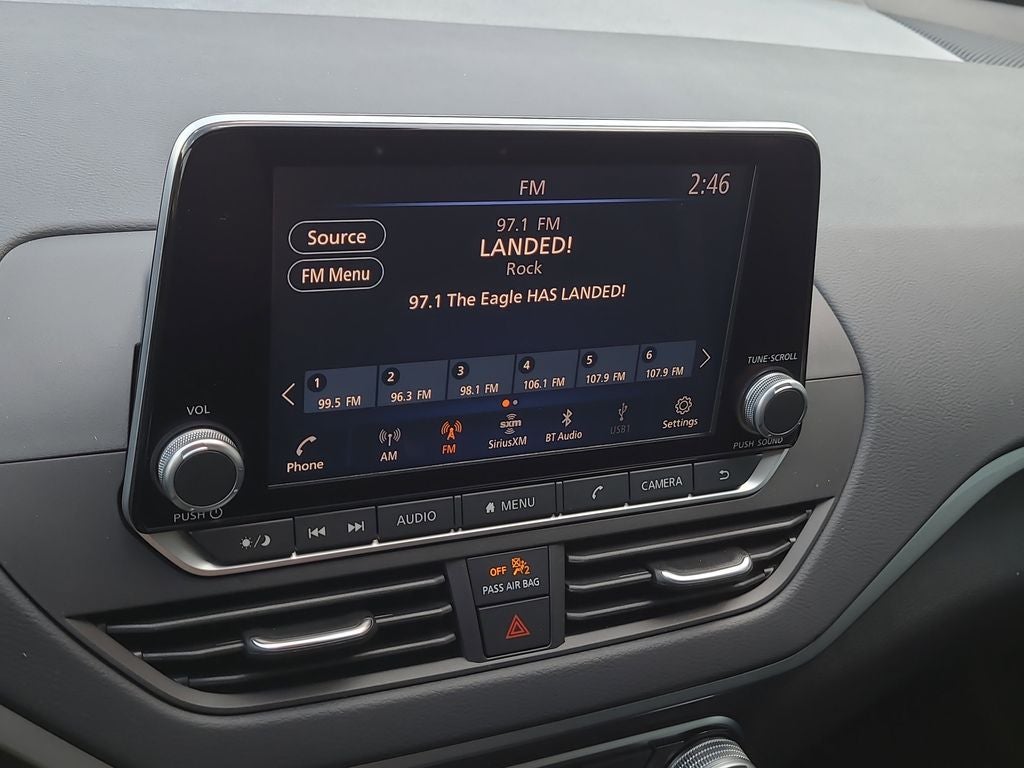 FM
2:46
Source
97.1 FM
LANDED!
Rock
FM Menu
97.1 The Eagle HAS LANDED!
1
99.5 FM
2
96.3 FM
3
98.1 FM
4
106.1 FM
5
107.9 FM
6
107.9 FM
Phone
AM
FM
sxm
SiriusXM
BT Audio
USB1
Settings
VOL
PUSH
TUNE·SCROLL
PUSH SOUND
AUDIO
MENU
CAMERA
OFF
2
PASS AIR BAG